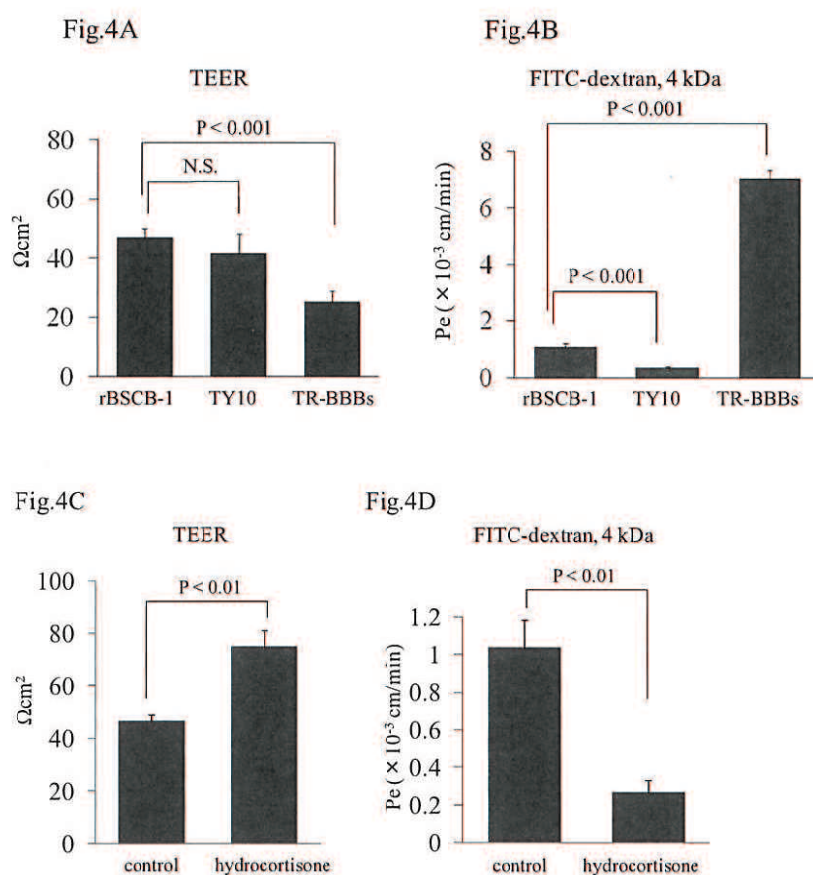 Fig.4A
TEER
P < 0.001
N.S.
80
60
40
20
0
Ωcm²
rBSCB-1 TY10 TR-BBBs
Fig.4B
FITC-dextran, 4 kDa
P < 0.001
P < 0.001
8
6
4
2
0
Pe ( × 10⁻³ cm/min)
rBSCB-1 TY10 TR-BBBs
Fig.4C
TEER
P < 0.01
100
80
60
40
20
0
Ωcm²
control hydrocortisone
Fig.4D
FITC-dextran, 4 kDa
P < 0.01
1.2
1
0.8
0.6
0.4
0.2
0
Pe ( × 10⁻³ cm/min)
control hydrocortisone